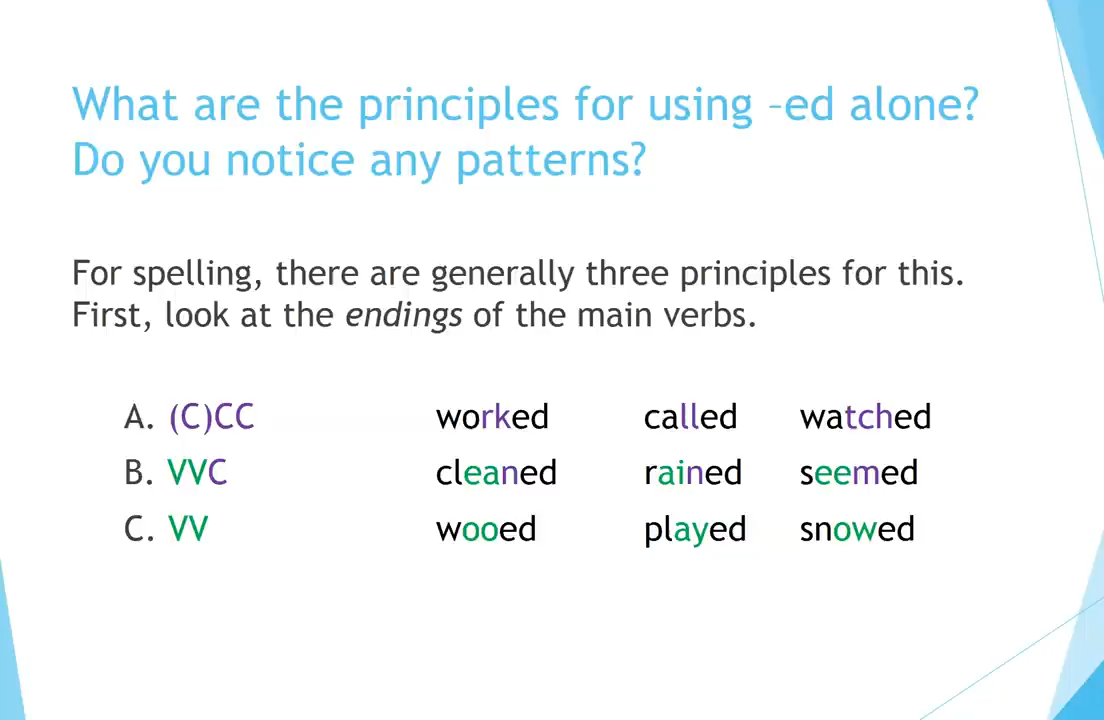 What are the principles for using –ed alone?
Do you notice any patterns?
For spelling, there are generally three principles for this.
First, look at the endings of the main verbs.
A. (C)CC worked called watched
B. VVC cleaned rained seemed
C. VV wooed played snowed